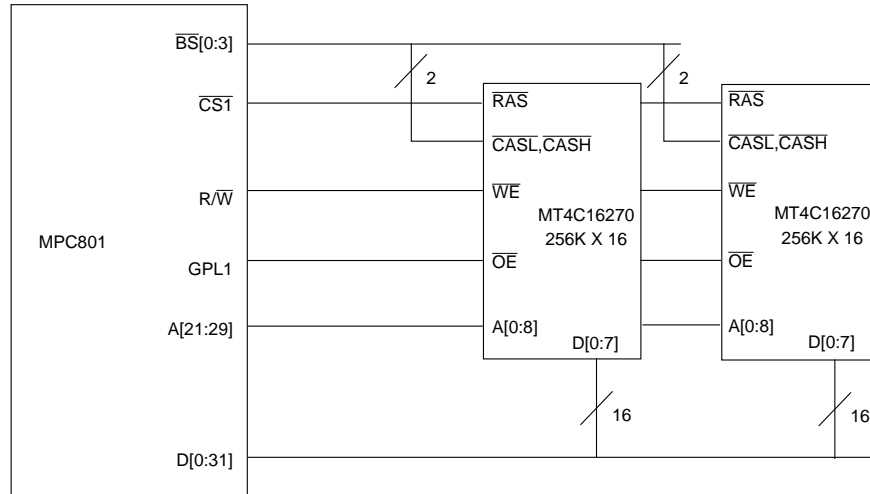 BS[0:3]
2
2
CS1
RAS
RAS
CASL,CASH
CASL,CASH
R/W
WE
WE
MPC801
MT4C16270
256K X 16
MT4C16270
256K X 16
GPL1
OE
OE
A[21:29]
A[0:8]
A[0:8]
D[0:7]
D[0:7]
16
16
D[0:31]